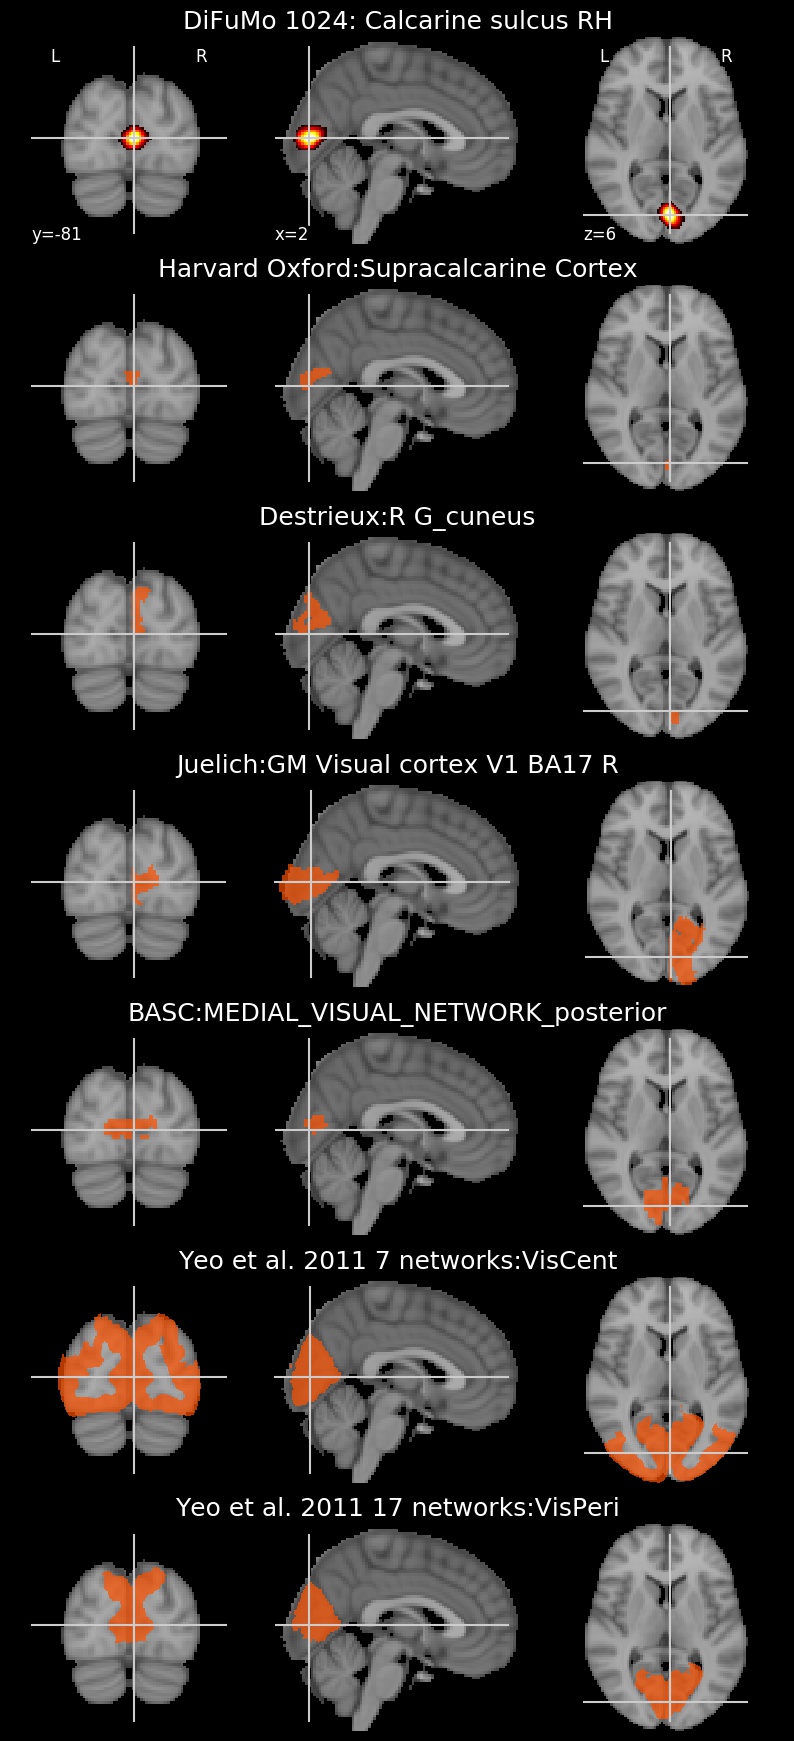 DiFuMo 1024: Calcarine sulcus RH
L R L R
y=-81 x=2 z=6
Harvard Oxford:Supracalcarine Cortex
Destrieux:R G_cuneus
Juelich:GM Visual cortex V1 BA17 R
BASC:MEDIAL_VISUAL_NETWORK_posterior
Yeo et al. 2011 7 networks:VisCent
Yeo et al. 2011 17 networks:VisPeri